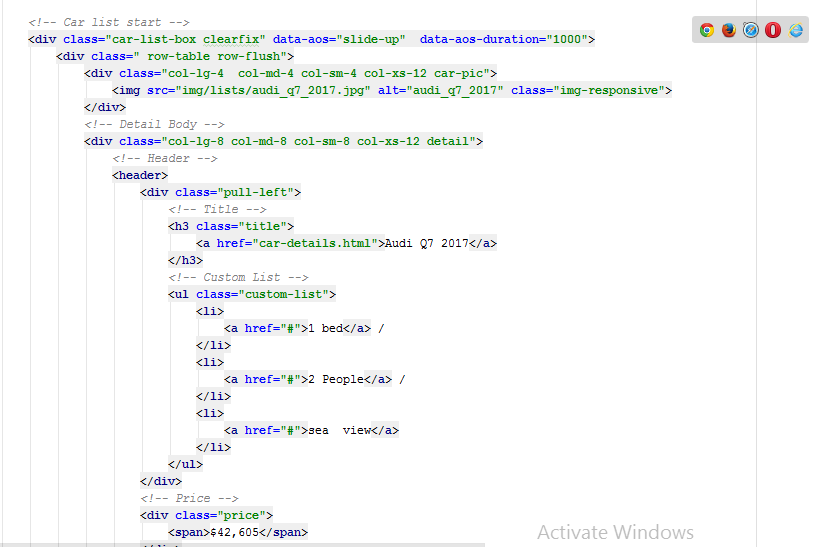 <!-- Car list start -->
<div class="car-list-box clearfix" data-aos="slide-up"  data-aos-duration="1000">
<div class=" row-table row-flush">
<div class="col-lg-4  col-md-4 col-sm-4 col-xs-12 car-pic">
<img src="img/lists/audi_q7_2017.jpg" alt="audi_q7_2017" class="img-responsive">
</div>
<!-- Detail Body -->
<div class="col-lg-8 col-md-8 col-sm-8 col-xs-12 detail">
<!-- Header -->
<header>
<div class="pull-left">
<!-- Title -->
<h3 class="title">
<a href="car-details.html">Audi Q7 2017</a>
</h3>
<!-- Custom List -->
<ul class="custom-list">
<li>
<a href="#">1 bed</a> /
</li>
<li>
<a href="#">2 People</a> /
</li>
<li>
<a href="#">sea  view</a>
</li>
</ul>
</div>
<!-- Price -->
<div class="price">
<span>$42,605</span>
Activate Windows